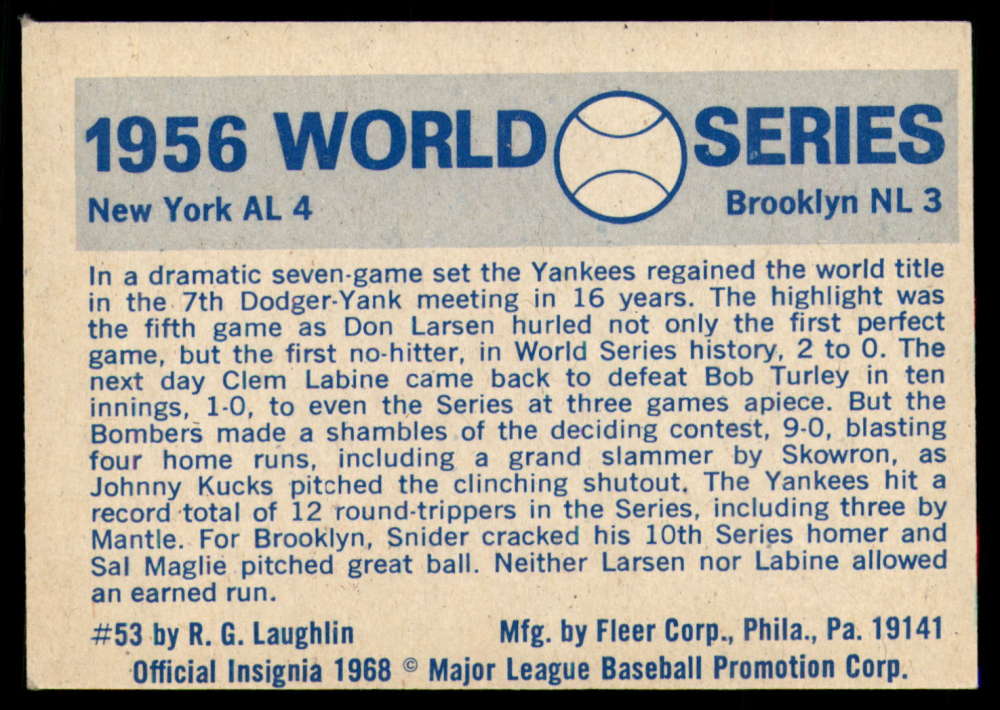 1956 WORLD SERIES
New York AL 4 Brooklyn NL 3
In a dramatic seven-game set the Yankees regained the world title
in the 7th Dodger-Yank meeting in 16 years. The highlight was
the fifth game as Don Larsen hurled not only the first perfect
game, but the first no-hitter, in World Series history, 2 to 0. The
next day Clem Labine came back to defeat Bob Turley in ten
innings, 1-0, to even the Series at three games apiece. But the
Bombers made a shambles of the deciding contest, 9-0, blasting
four home runs, including a grand slammer by Skowron, as
Johnny Kucks pitched the clinching shutout. The Yankees hit a
record total of 12 round-trippers in the Series, including three by
Mantle. For Brooklyn, Snider cracked his 10th Series homer and
Sal Maglie pitched great ball. Neither Larsen nor Labine allowed
an earned run.
#53 by R. G. Laughlin Mfg. by Fleer Corp., Phila., Pa. 19141
Official Insignia 1968 © Major League Baseball Promotion Corp.